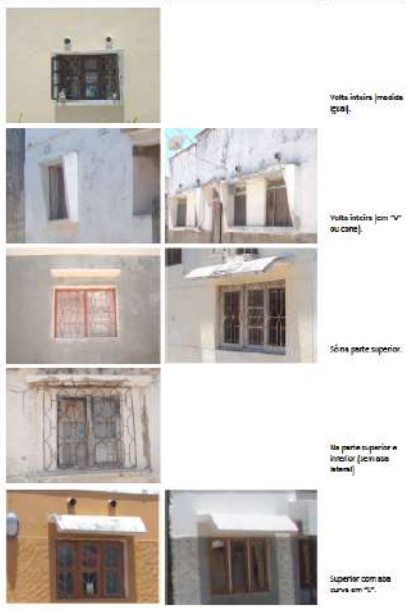 Volta inteira (medida
igual).
Volta inteira (em "V"
ou cone).
Só na parte superior.
Na parte superior e
inferior (sem aba
lateral)
Superior com aba
curva em "L".